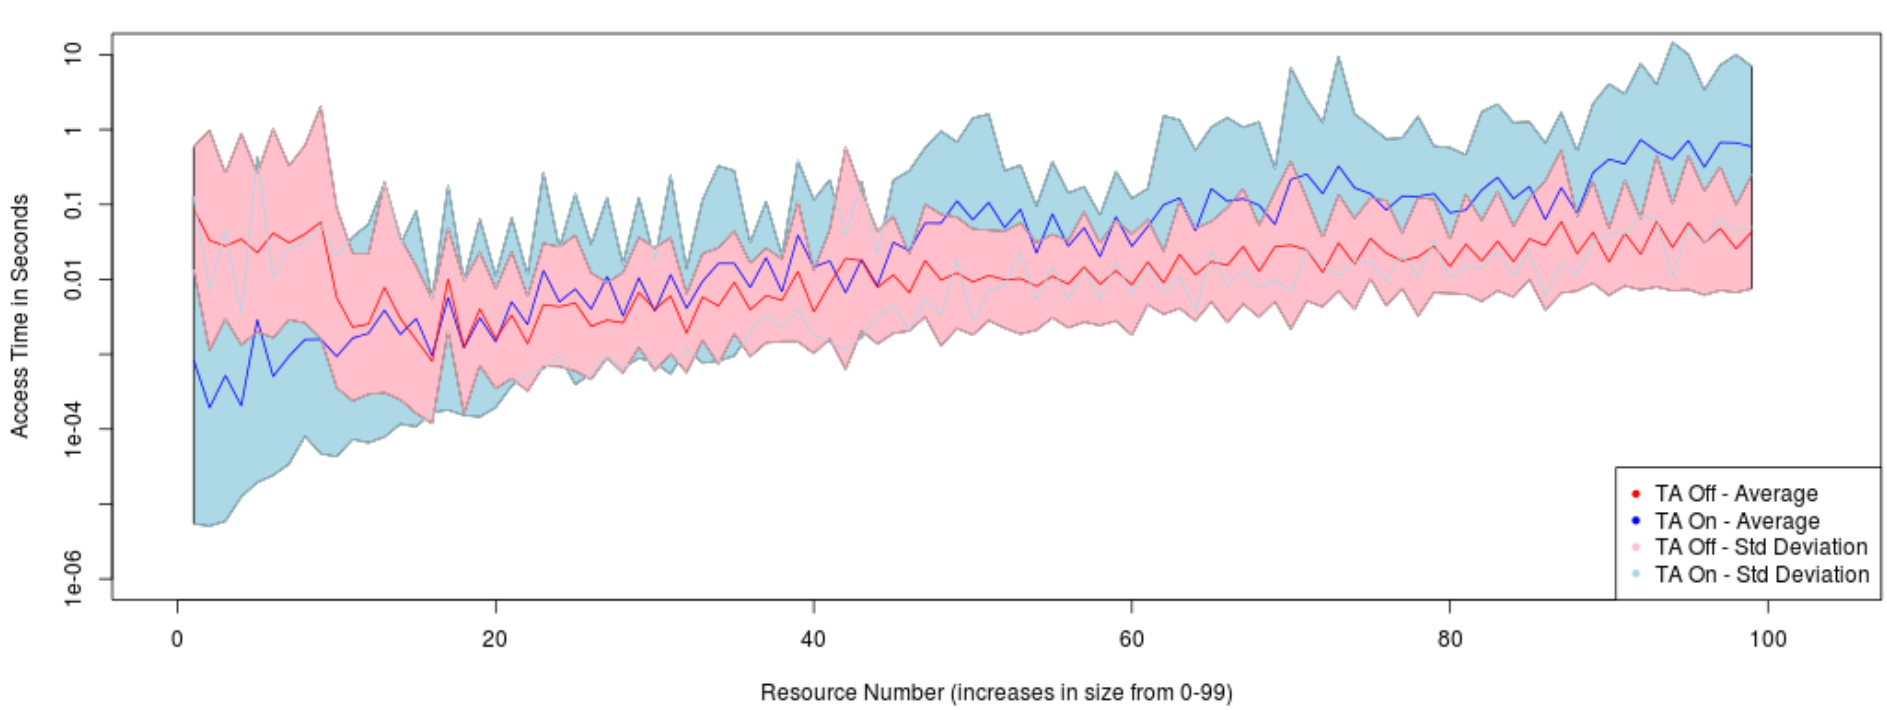 10
1
0.1
0.01
1e-04
1e-06
Access Time in Seconds
TA Off - Average
TA On - Average
TA Off - Std Deviation
TA On - Std Deviation
0 20 40 60 80 100
Resource Number (increases in size from 0-99)